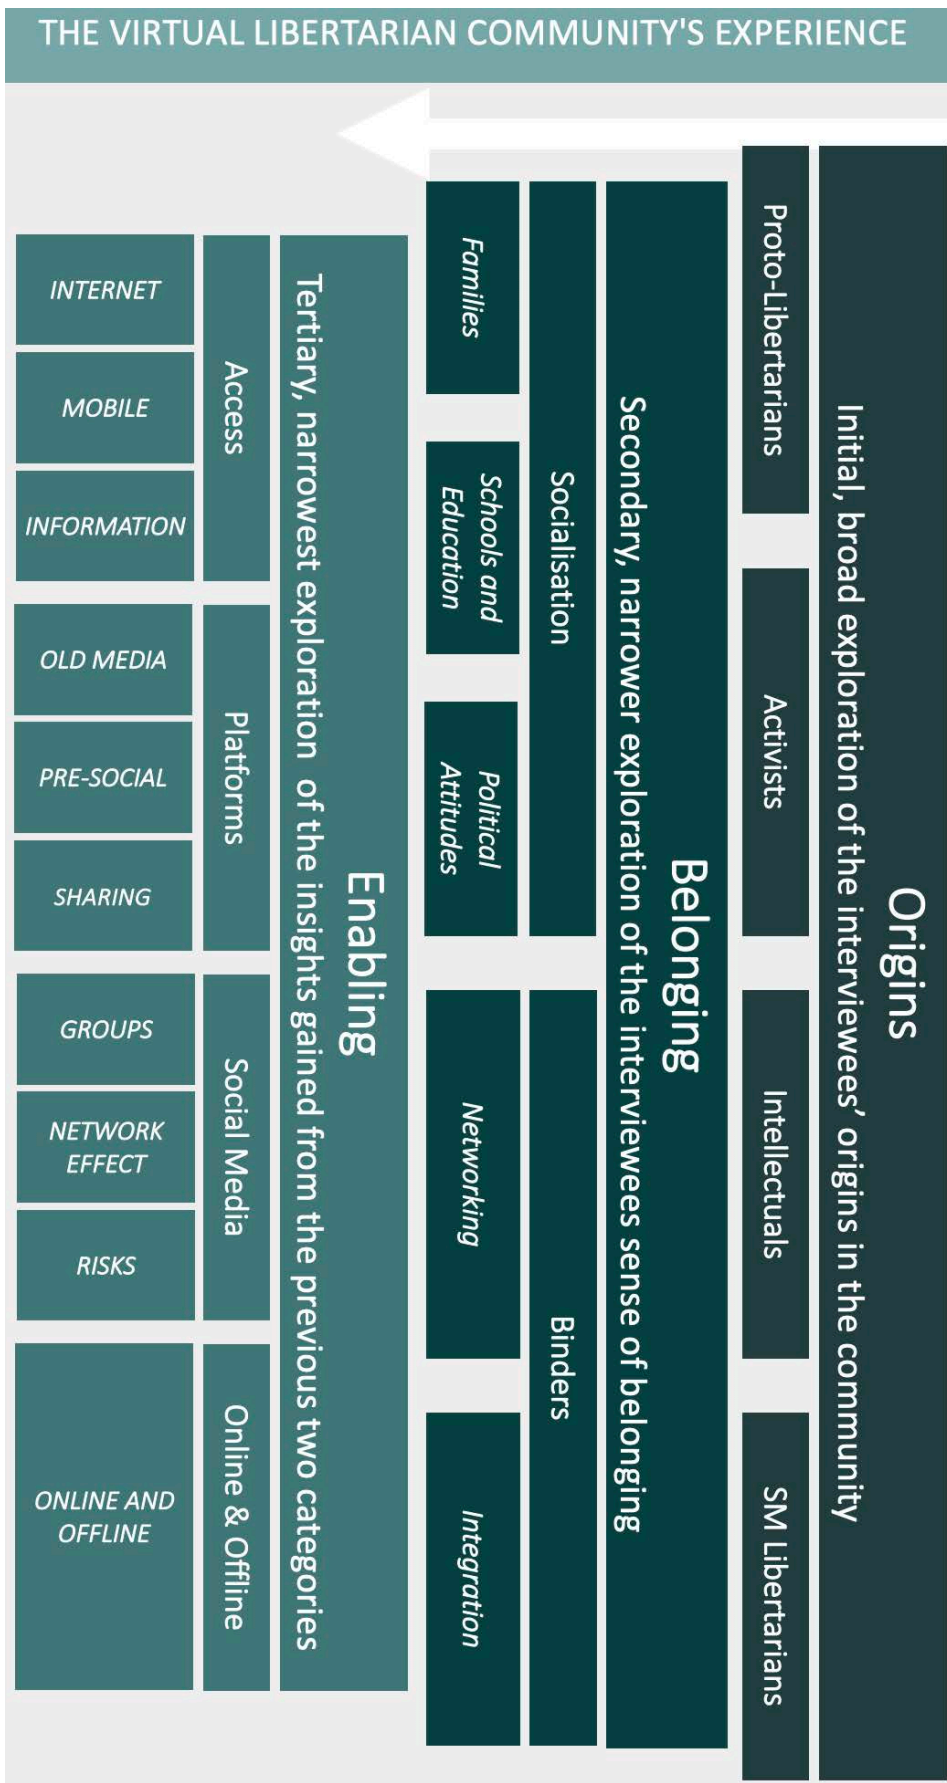 THE VIRTUAL LIBERTARIAN COMMUNITY'S EXPERIENCE
Origins
Initial, broad exploration of the interviewees’ origins in the community
Proto-Libertarians
Activists
Intellectuals
SM Libertarians
Belonging
Secondary, narrower exploration of the interviewees sense of belonging
Socialisation
Binders
Families
Schools and
Education
Political
Attitudes
Networking
Integration
Enabling
Tertiary, narrowest exploration of the insights gained from the previous two categories
Access
Platforms
Social Media
Online & Offline
INTERNET
MOBILE
INFORMATION
OLD MEDIA
PRE-SOCIAL
SHARING
GROUPS
NETWORK
EFFECT
RISKS
ONLINE AND
OFFLINE